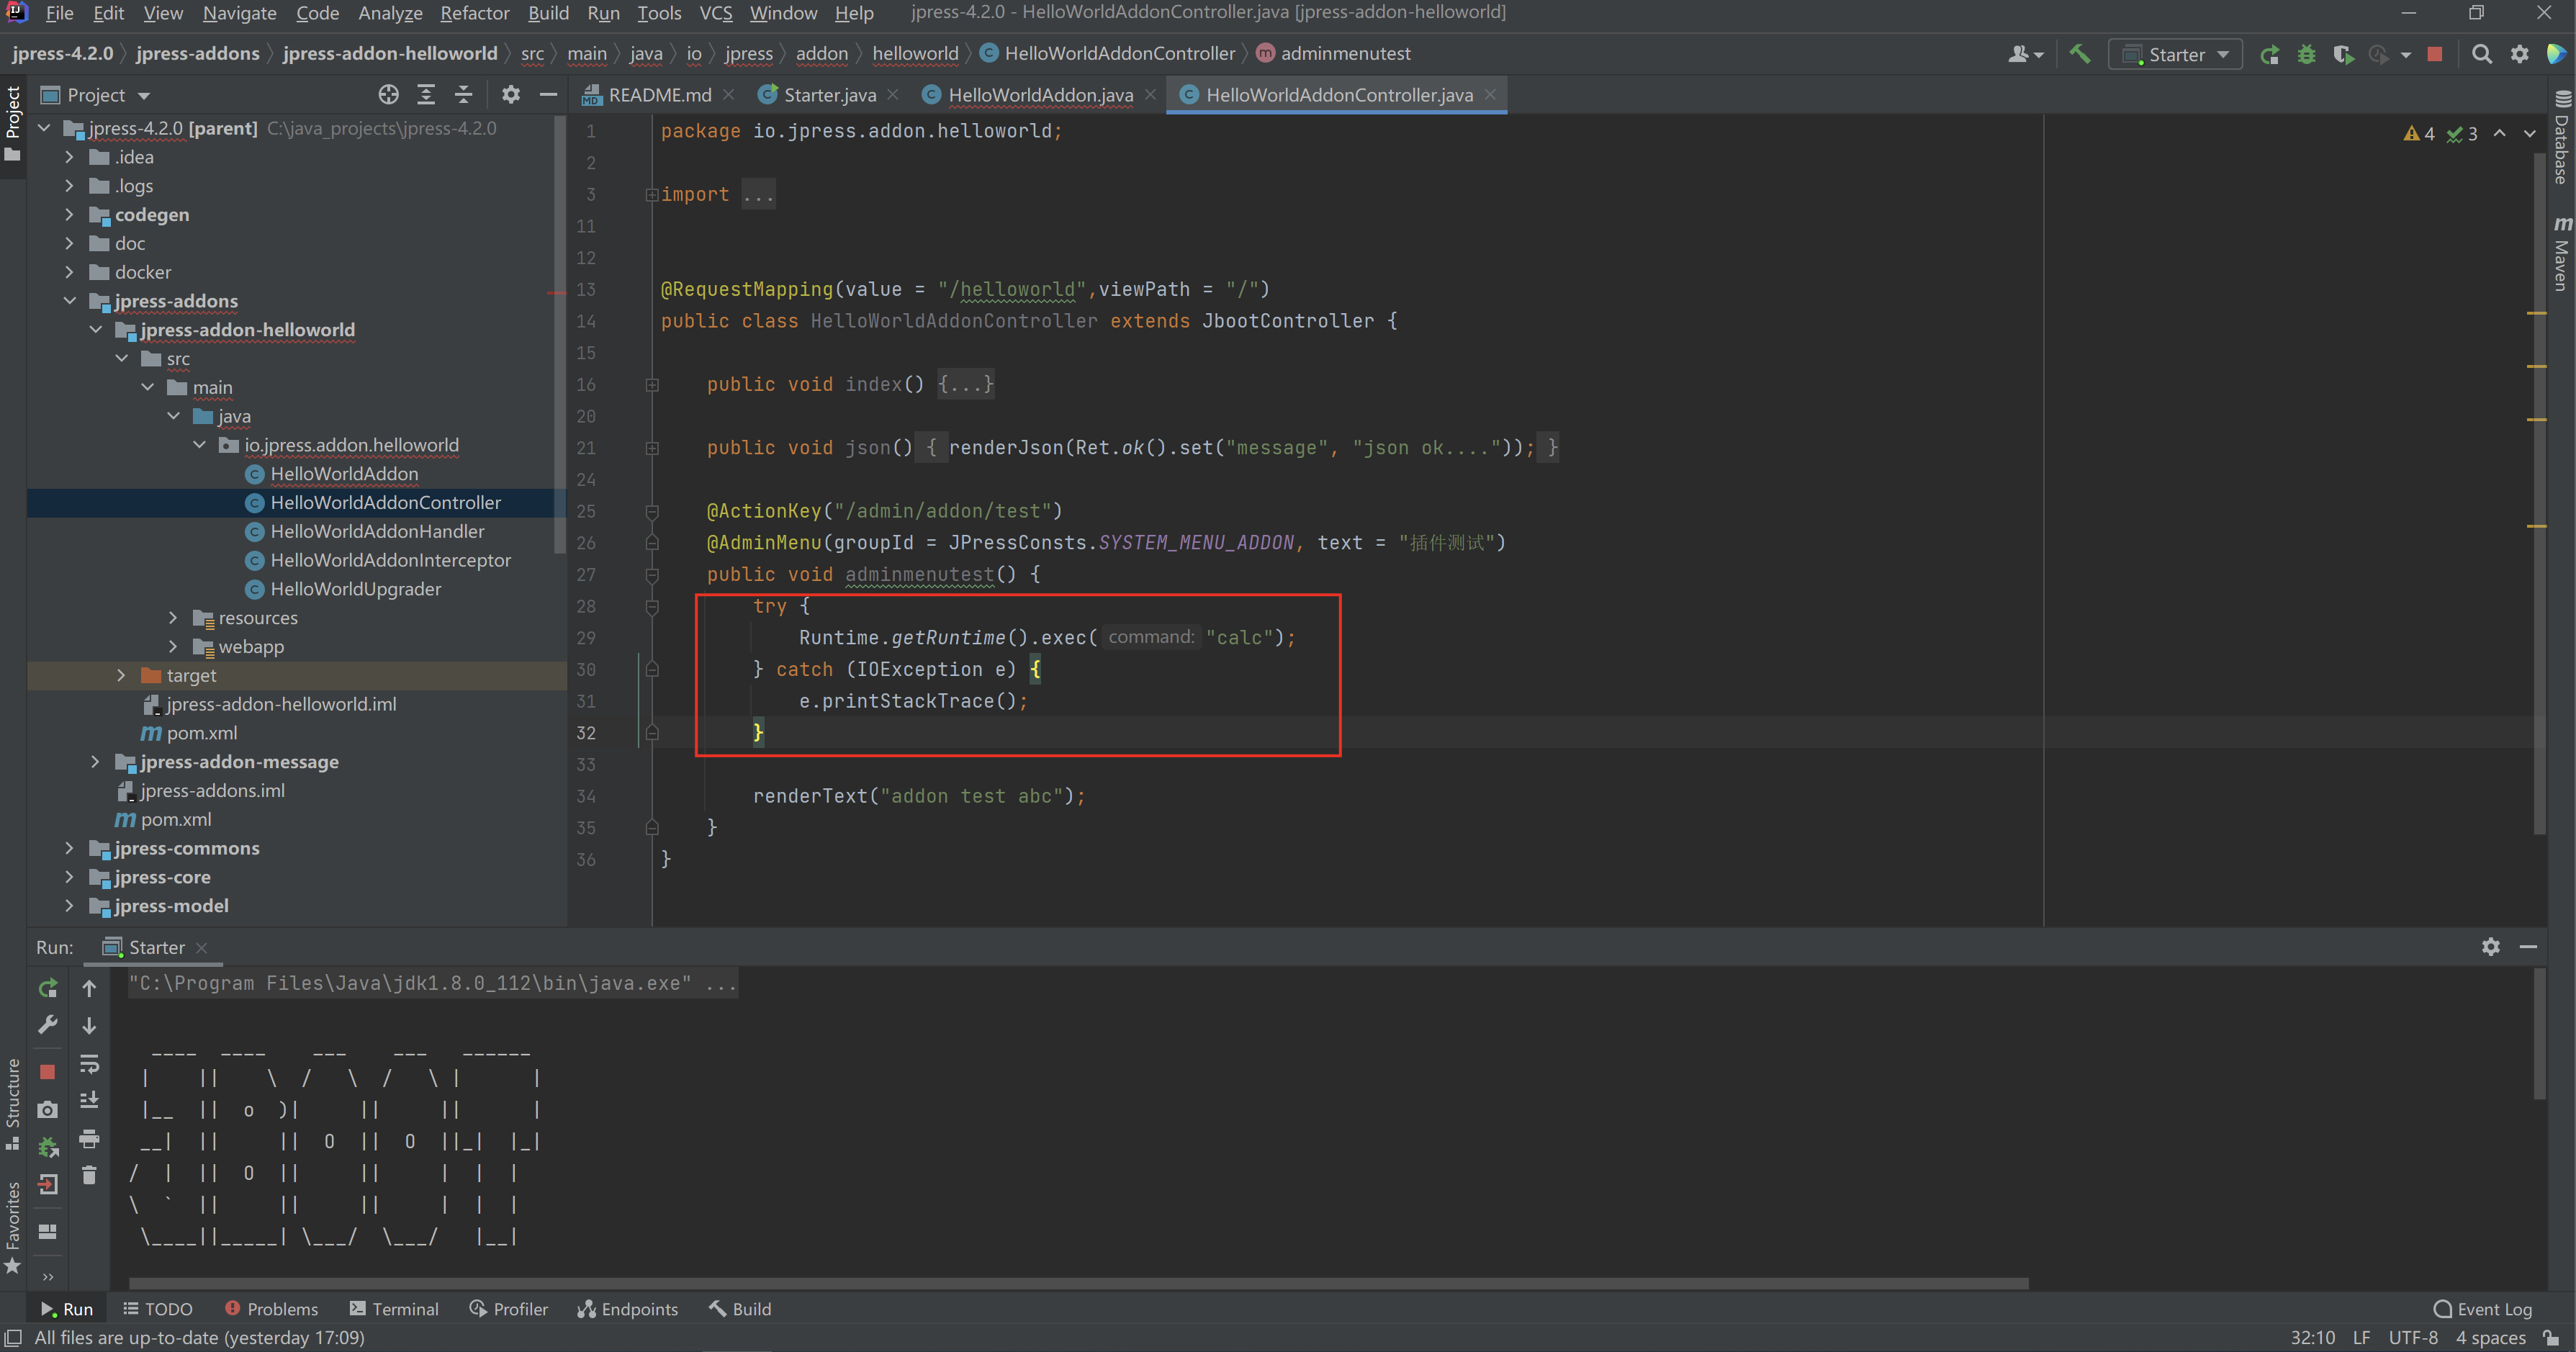 File Edit View Navigate Code Analyze Refactor Build Run Tools VCS Window Help jpress-4.2.0 - HelloWorldAddonController.java [jpress-addon-helloworld]
jpress-4.2.0 jpress-addons jpress-addon-helloworld src main java io jpress addon helloworld HelloWorldAddonController adminmenutest Starter
Project
Project
README.md Starter.java HelloWorldAddon.java HelloWorldAddonController.java
jpress-4.2.0 [parent] C:\java_projects\jpress-4.2.0
.idea
.logs
codegen
doc
docker
jpress-addons
jpress-addon-helloworld
src
main
java
io.jpress.addon.helloworld
HelloWorldAddon
HelloWorldAddonController
HelloWorldAddonHandler
HelloWorldAddonInterceptor
HelloWorldUpgrader
resources
webapp
target
jpress-addon-helloworld.iml
pom.xml
jpress-addon-message
jpress-addons.iml
pom.xml
jpress-commons
jpress-core
jpress-model
4 3
1 package io.jpress.addon.helloworld;
2
3 import ...
11
12
13 @RequestMapping(value = "/helloworld",viewPath = "/")
14 public class HelloWorldAddonController extends JbootController {
15
16 public void index() {...}
20
21 public void json() { renderJson(Ret.ok().set("message", "json ok....")); }
24
25 @ActionKey("/admin/addon/test")
26 @AdminMenu(groupId = JPressConsts.SYSTEM_MENU_ADDON, text = "插件测试")
27 public void adminmenutest() {
28 try {
29 Runtime.getRuntime().exec( command: "calc");
30 } catch (IOException e) {
31 e.printStackTrace();
32 }
33
34 renderText("addon test abc");
35 }
36 }
Database
Maven
Run: Starter
"C:\Program Files\Java\jdk1.8.0_112\bin\java.exe" ...
  ____  ____    ___    ___   ______
 |    ||    \  /   \  /   \ |      |
 |__  ||  o  )|     ||     ||      |
 __|  ||     ||  O  ||  O  ||_|  |_|
/  |  ||  O  ||     ||     |  |  |
\  `  ||     ||     ||     |  |  |
 \____||_____| \___/  \___/   |__|
Structure
Favorites
Run TODO Problems Terminal Profiler Endpoints Build Event Log
All files are up-to-date (yesterday 17:09) 32:10 LF UTF-8 4 spaces